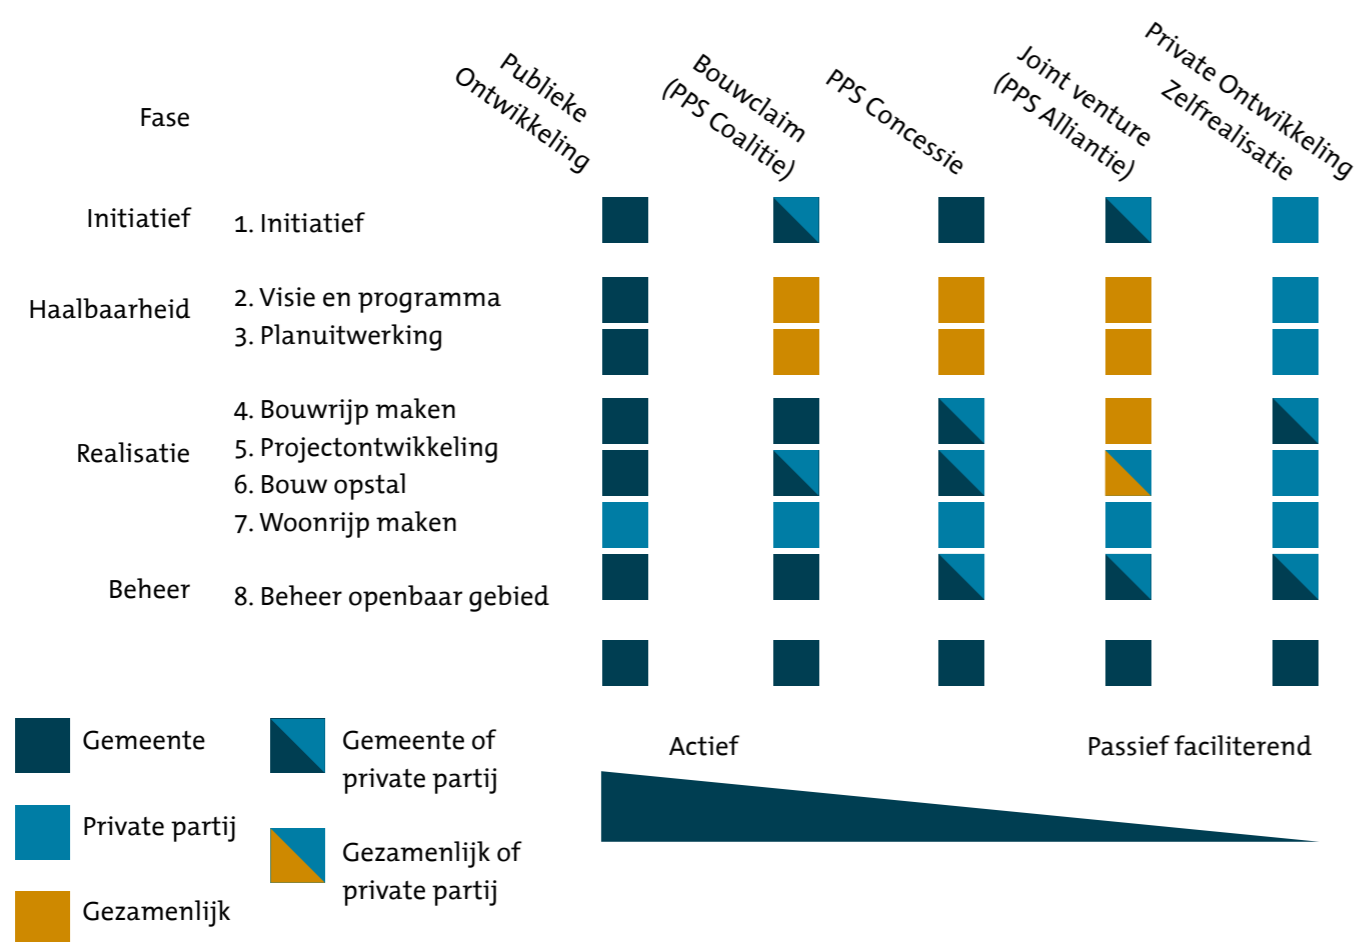 Publieke
Ontwikkeling
Bouwclaim
(PPS Coalitie)
PPS Concessie
Joint venture
(PPS Alliantie)
Private Ontwikkeling
Zelfrealisatie
Fase
Initiatief
1. Initiatief
Haalbaarheid
2. Visie en programma
3. Planuitwerking
Realisatie
4. Bouwrijp maken
5. Projectontwikkeling
6. Bouw opstal
7. Woonrijp maken
Beheer
8. Beheer openbaar gebied
Gemeente
Private partij
Gezamenlijk
Gemeente of
private partij
Gezamenlijk of
private partij
Actief
Passief faciliterend